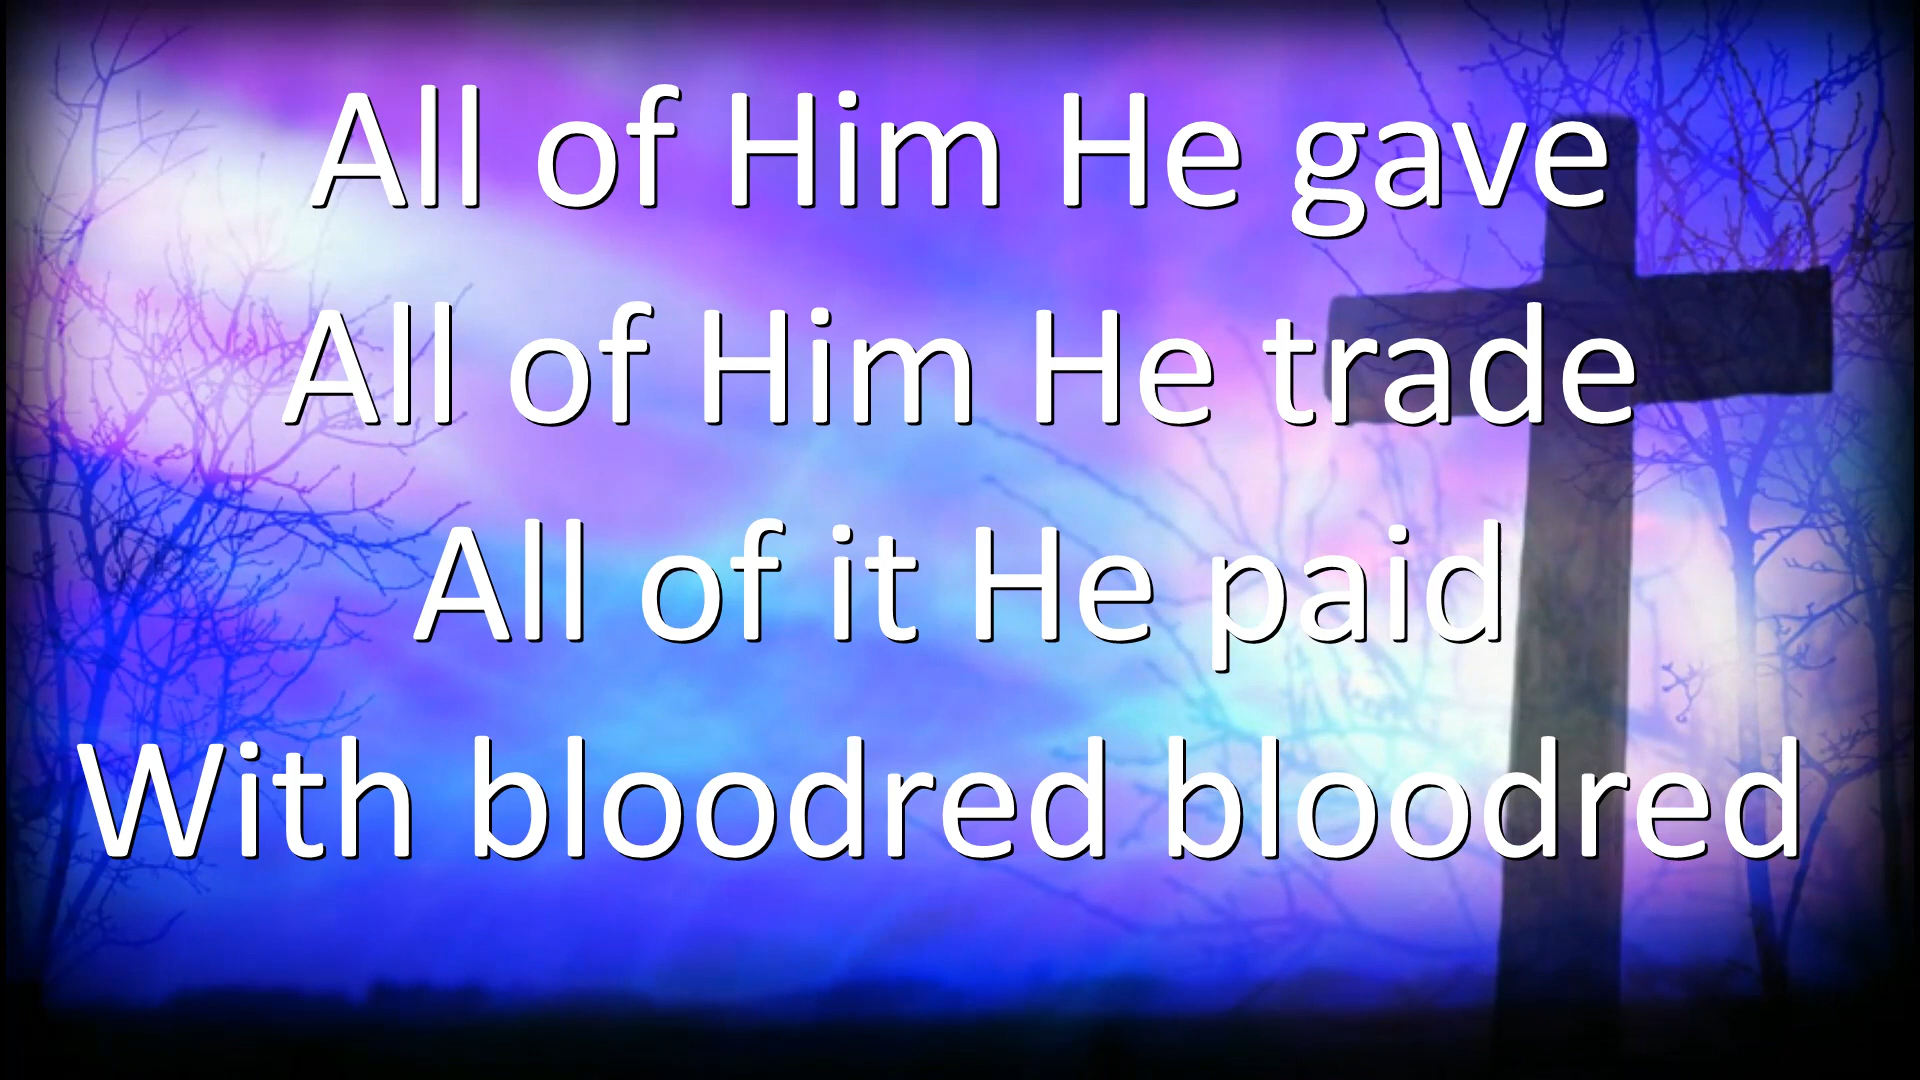 All of Him He gave
All of Him He trade
All of it He paid
With bloodred bloodred